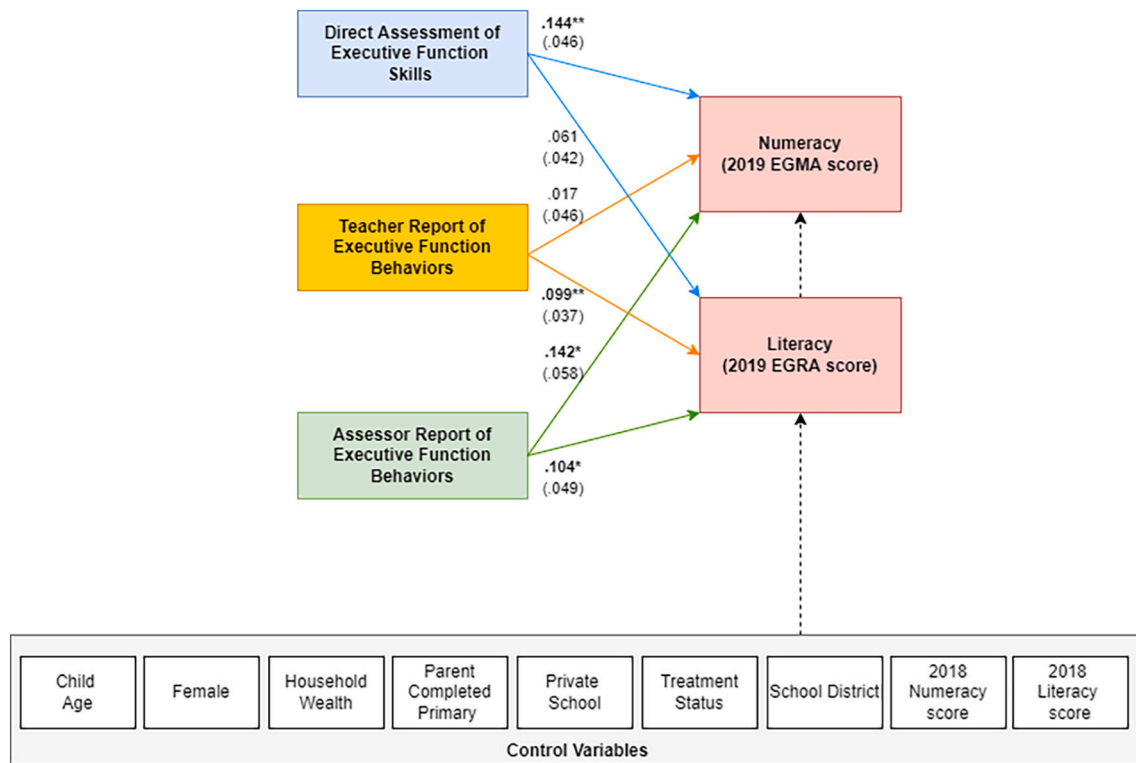 Direct Assessment of
Executive Function
Skills
.144**
(.046)
Numeracy
(2019 EGMA score)
.061
(.042)
.017
(.046)
Teacher Report of
Executive Function
Behaviors
.099**
(.037)
Literacy
(2019 EGRA score)
.142*
(.058)
Assessor Report of
Executive Function
Behaviors
.104*
(.049)
Child
Age
Female
Household
Wealth
Parent
Completed
Primary
Private
School
Treatment
Status
School District
2018
Numeracy
score
2018
Literacy
score
Control Variables